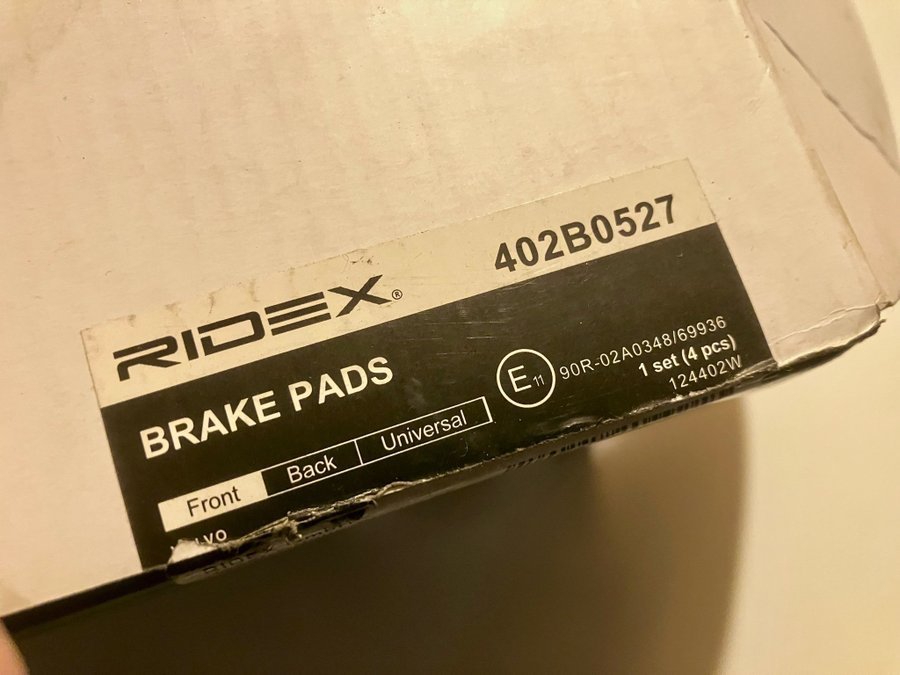 402B0527
RIDEX®
BRAKE PADS
E11 90R-02A0348/69936
1 set (4 pcs)
124402W
Front Back Universal